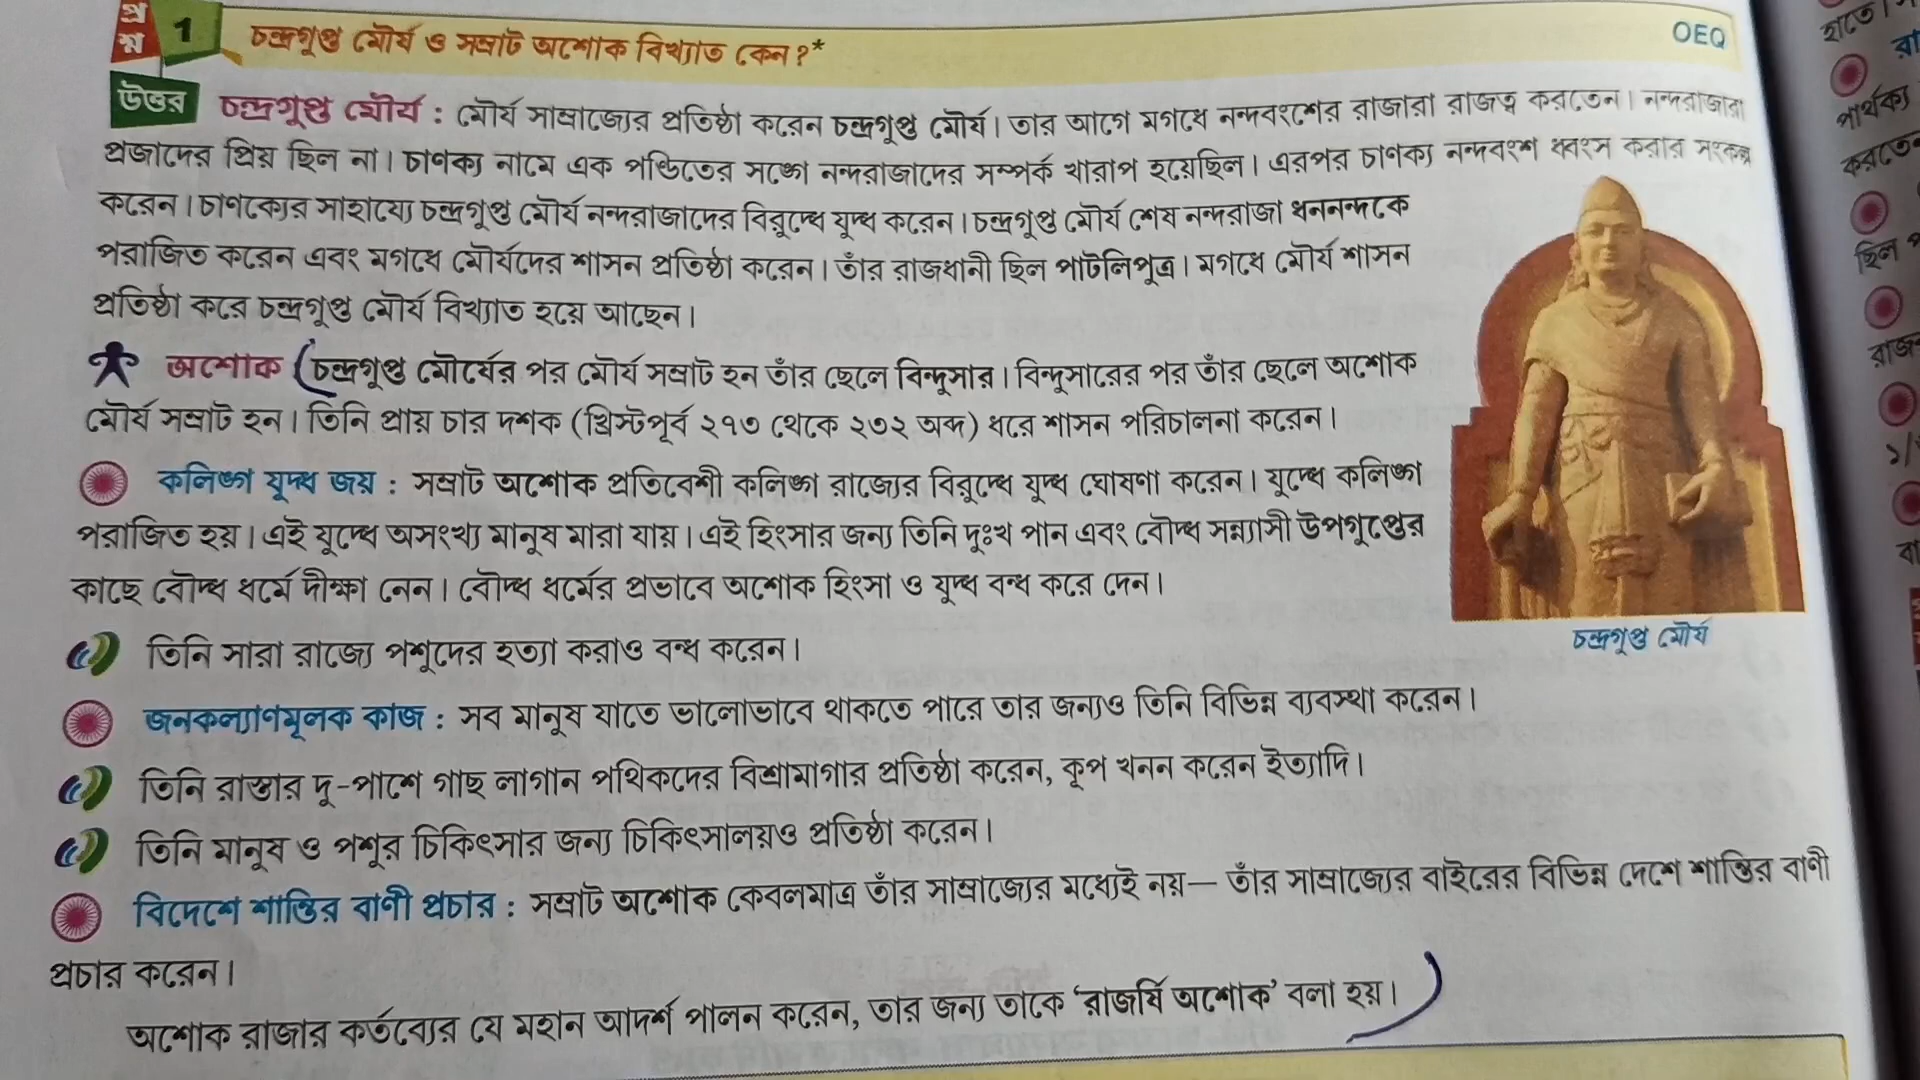 প্রশ্ন 1 চন্দ্রগুপ্ত মৌর্য ও সম্রাট অশোক বিখ্যাত কেন?* OEQ
উত্তর চন্দ্রগুপ্ত মৌর্য : মৌর্য সাম্রাজ্যের প্রতিষ্ঠা করেন চন্দ্রগুপ্ত মৌর্য। তার আগে মগধে নন্দবংশের রাজারা রাজত্ব করতেন। নন্দরাজারা
প্রজাদের প্রিয় ছিল না। চাণক্য নামে এক পণ্ডিতের সঙ্গে নন্দরাজাদের সম্পর্ক খারাপ হয়েছিল। এরপর চাণক্য নন্দবংশ ধ্বংস করার সংকল্প
করেন। চাণক্যের সাহায্যে চন্দ্রগুপ্ত মৌর্য নন্দরাজাদের বিরুদ্ধে যুদ্ধ করেন। চন্দ্রগুপ্ত মৌর্য শেষ নন্দরাজা ধননন্দকে
পরাজিত করেন এবং মগধে মৌর্যদের শাসন প্রতিষ্ঠা করেন। তাঁর রাজধানী ছিল পাটলিপুত্র। মগধে মৌর্য শাসন
প্রতিষ্ঠা করে চন্দ্রগুপ্ত মৌর্য বিখ্যাত হয়ে আছেন।
অশোক চন্দ্রগুপ্ত মৌর্যের পর মৌর্য সম্রাট হন তাঁর ছেলে বিন্দুসার। বিন্দুসারের পর তাঁর ছেলে অশোক
মৌর্য সম্রাট হন। তিনি প্রায় চার দশক (খ্রিস্টপূর্ব ২৭৩ থেকে ২৩২ অব্দ) ধরে শাসন পরিচালনা করেন।
কলিঙ্গ যুদ্ধ জয় : সম্রাট অশোক প্রতিবেশী কলিঙ্গ রাজ্যের বিরুদ্ধে যুদ্ধ ঘোষণা করেন। যুদ্ধে কলিঙ্গ
পরাজিত হয়। এই যুদ্ধে অসংখ্য মানুষ মারা যায়। এই হিংসার জন্য তিনি দুঃখ পান এবং বৌদ্ধ সন্ন্যাসী উপগুপ্তের
কাছে বৌদ্ধ ধর্মে দীক্ষা নেন। বৌদ্ধ ধর্মের প্রভাবে অশোক হিংসা ও যুদ্ধ বন্ধ করে দেন।
চন্দ্রগুপ্ত মৌর্য
তিনি সারা রাজ্যে পশুদের হত্যা করাও বন্ধ করেন।
জনকল্যাণমূলক কাজ : সব মানুষ যাতে ভালোভাবে থাকতে পারে তার জন্যও তিনি বিভিন্ন ব্যবস্থা করেন।
তিনি রাস্তার দু-পাশে গাছ লাগান পথিকদের বিশ্রামাগার প্রতিষ্ঠা করেন, কূপ খনন করেন ইত্যাদি।
তিনি মানুষ ও পশুর চিকিৎসার জন্য চিকিৎসালয়ও প্রতিষ্ঠা করেন।
বিদেশে শান্তির বাণী প্রচার : সম্রাট অশোক কেবলমাত্র তাঁর সাম্রাজ্যের মধ্যেই নয়— তাঁর সাম্রাজ্যের বাইরের বিভিন্ন দেশে শান্তির বাণী
প্রচার করেন।
অশোক রাজার কর্তব্যের যে মহান আদর্শ পালন করেন, তার জন্য তাকে ‘রাজর্ষি অশোক’ বলা হয়।
পার্থক্য
ছিল